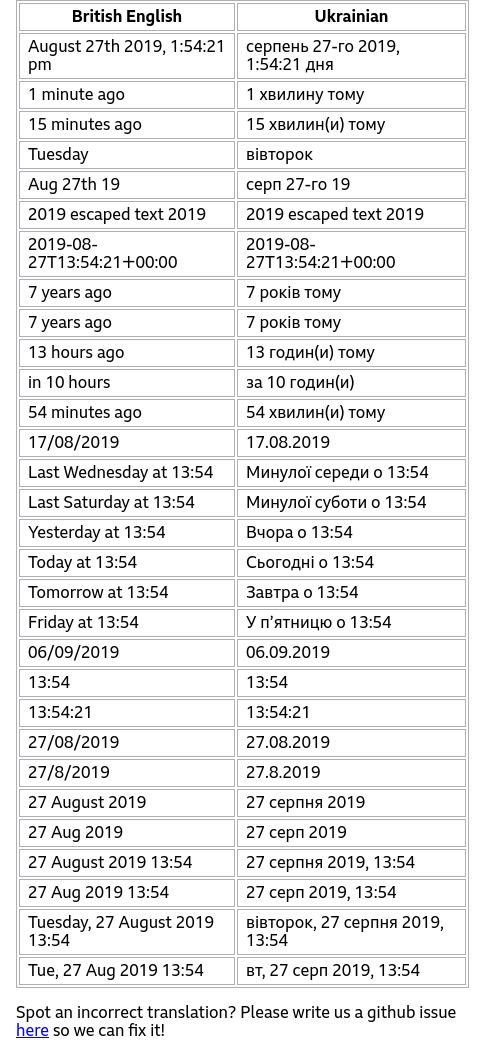 British English Ukrainian
August 27th 2019, 1:54:21 pm серпень 27-го 2019, 1:54:21 дня
1 minute ago 1 хвилину тому
15 minutes ago 15 хвилин(и) тому
Tuesday вівторок
Aug 27th 19 серп 27-го 19
2019 escaped text 2019 2019 escaped text 2019
2019-08-27T13:54:21+00:00 2019-08-27T13:54:21+00:00
7 years ago 7 років тому
7 years ago 7 років тому
13 hours ago 13 годин(и) тому
in 10 hours за 10 годин(и)
54 minutes ago 54 хвилин(и) тому
17/08/2019 17.08.2019
Last Wednesday at 13:54 Минулої середи о 13:54
Last Saturday at 13:54 Минулої суботи о 13:54
Yesterday at 13:54 Вчора о 13:54
Today at 13:54 Сьогодні о 13:54
Tomorrow at 13:54 Завтра о 13:54
Friday at 13:54 У п’ятницю о 13:54
06/09/2019 06.09.2019
13:54 13:54
13:54:21 13:54:21
27/08/2019 27.08.2019
27/8/2019 27.8.2019
27 August 2019 27 серпня 2019
27 Aug 2019 27 серп 2019
27 August 2019 13:54 27 серпня 2019, 13:54
27 Aug 2019 13:54 27 серп 2019, 13:54
Tuesday, 27 August 2019 13:54 вівторок, 27 серпня 2019, 13:54
Tue, 27 Aug 2019 13:54 вт, 27 серп 2019, 13:54
Spot an incorrect translation? Please write us a github issue
here so we can fix it!